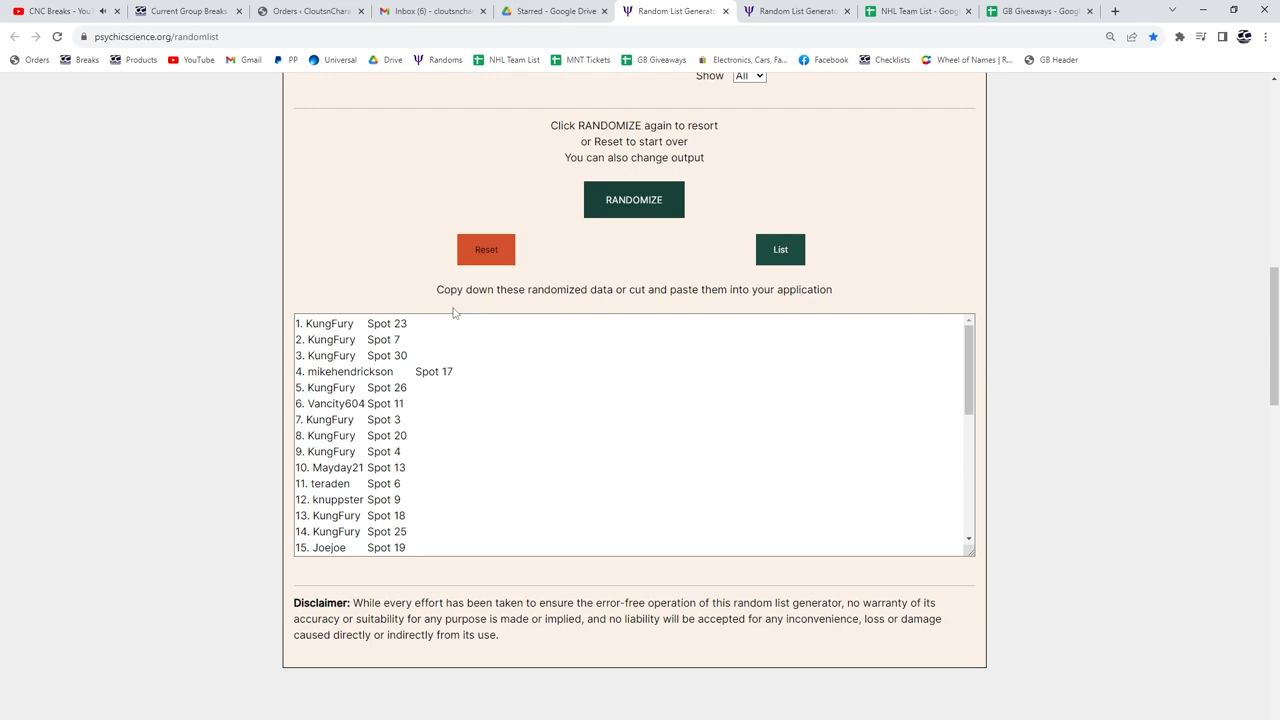 CNC Breaks - You
Current Group Breaks
Orders < CloutsnChara
Inbox (6) - cloutsnchar
Starred - Google Drive
Random List Generator
Random List Generator
NHL Team List - Goog
GB Giveaways - Google
psychicscience.org/randomlist
Orders Breaks Products YouTube Gmail PP Universal Drive Randoms NHL Team List MNT Tickets GB Giveaways Electronics, Cars, Fa... Facebook Checklists Wheel of Names | R... GB Header
Show All
Click RANDOMIZE again to resort
or Reset to start over
You can also change output
RANDOMIZE
Reset List
Copy down these randomized data or cut and paste them into your application
1. KungFury Spot 23
2. KungFury Spot 7
3. KungFury Spot 30
4. mikehendrickson Spot 17
5. KungFury Spot 26
6. Vancity604 Spot 11
7. KungFury Spot 3
8. KungFury Spot 20
9. KungFury Spot 4
10. Mayday21 Spot 13
11. teraden Spot 6
12. knuppster Spot 9
13. KungFury Spot 18
14. KungFury Spot 25
15. Joejoe Spot 19
Disclaimer: While every effort has been taken to ensure the error-free operation of this random list generator, no warranty of its
accuracy or suitability for any purpose is made or implied, and no liability will be accepted for any inconvenience, loss or damage
caused directly or indirectly from its use.